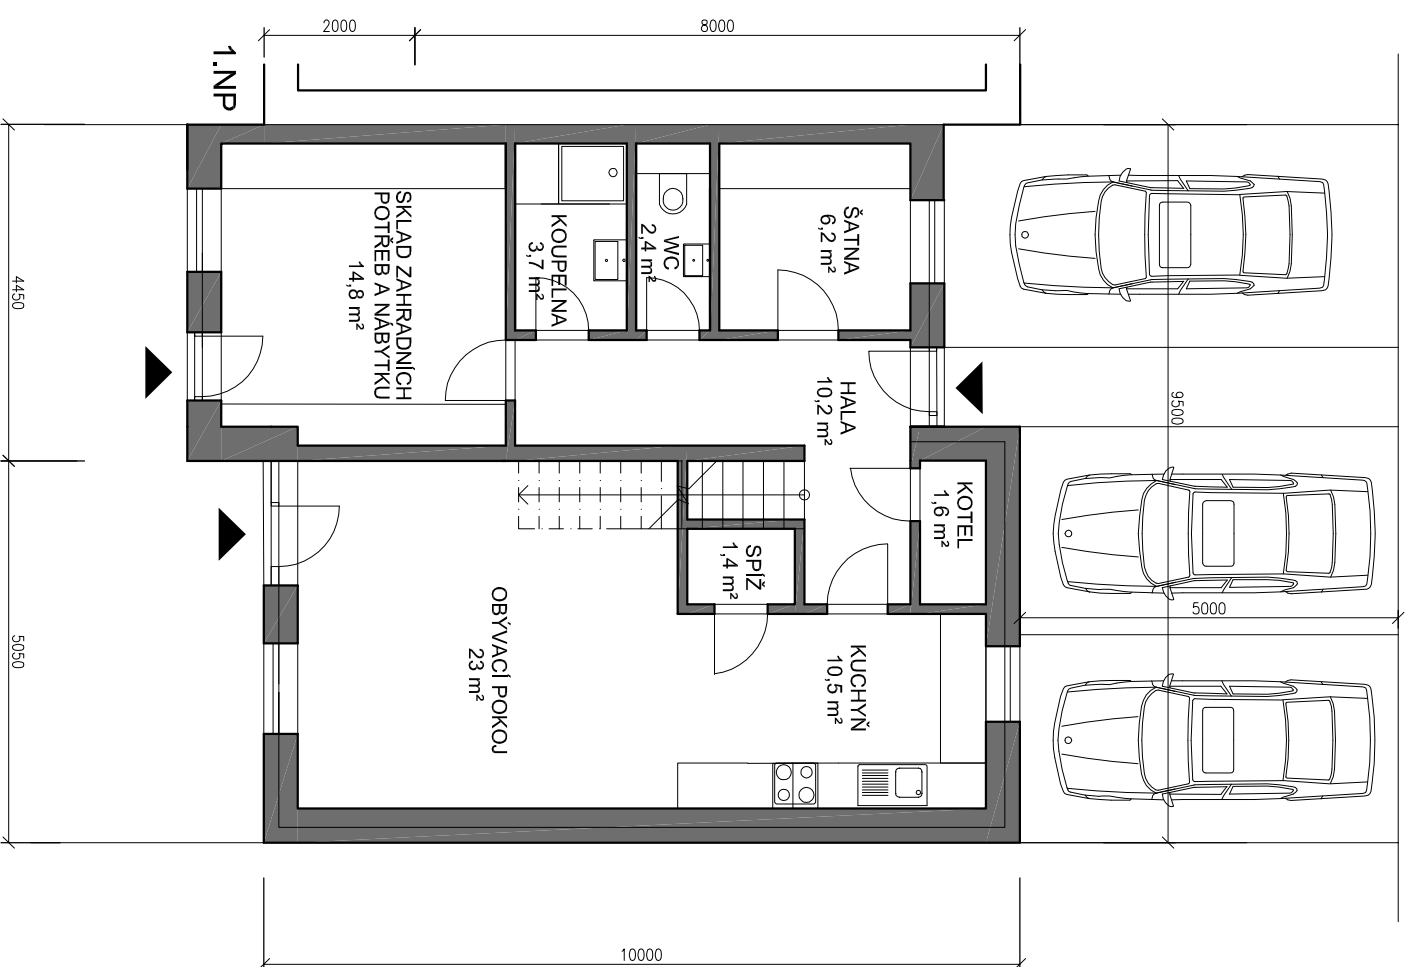 2000
8000
1.NP
SKLAD ZAHRADNÍCH
POTŘEB A NÁBYTKU
14,8 m²
KOUPELNA
3,7 m²
WC
2,4 m²
ŠATNA
6,2 m²
HALA
10,2 m²
KOTEL
1,6 m²
SPÍŽ
1,4 m²
OBÝVACÍ POKOJ
23 m²
KUCHYŇ
10,5 m²
4450
5050
9500
5000
10000